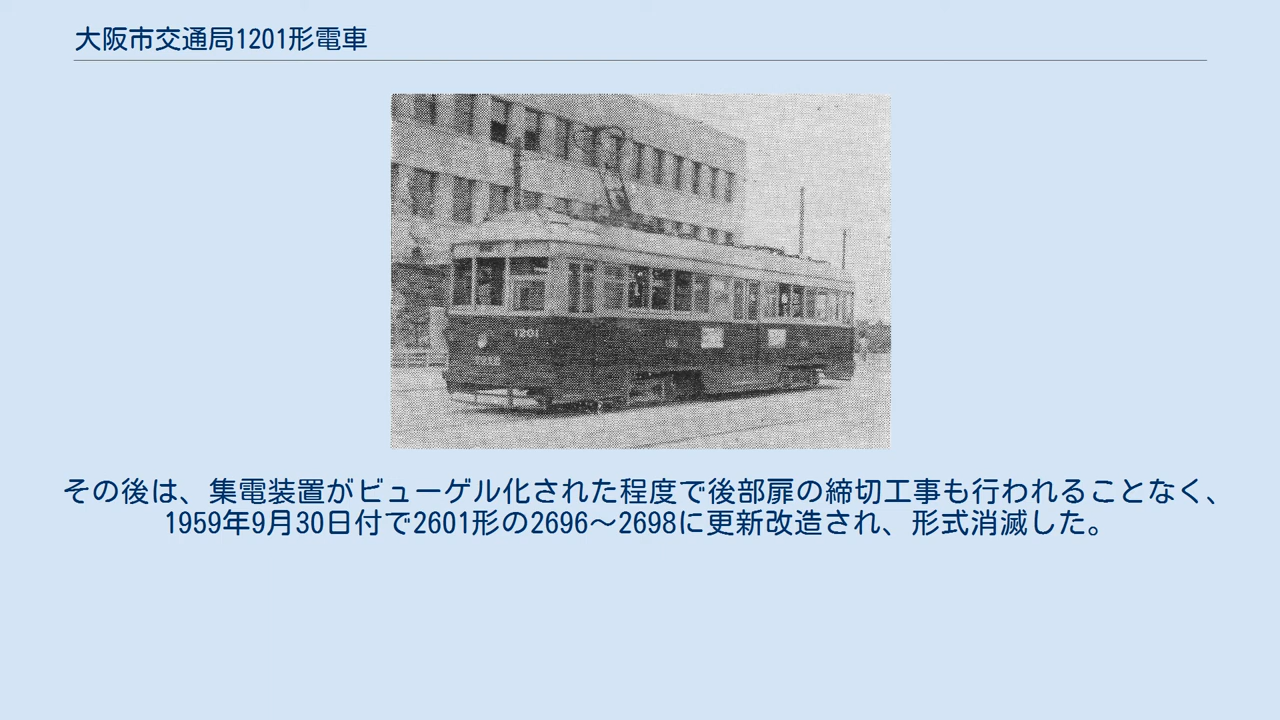 大阪市交通局1201形電車
1201
その後は、集電装置がビューゲル化された程度で後部扉の締切工事も行われることなく、
1959年9月30日付で2601形の2696～2698に更新改造され、形式消滅した。